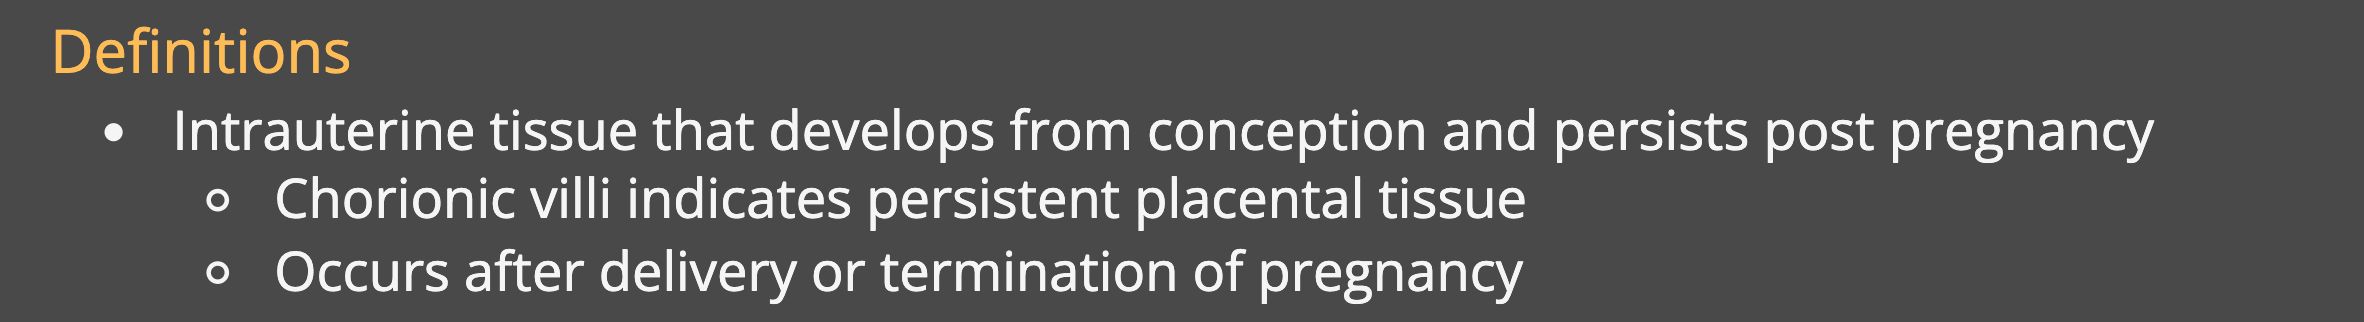 Definitions
• Intrauterine tissue that develops from conception and persists post pregnancy
○ Chorionic villi indicates persistent placental tissue
○ Occurs after delivery or termination of pregnancy